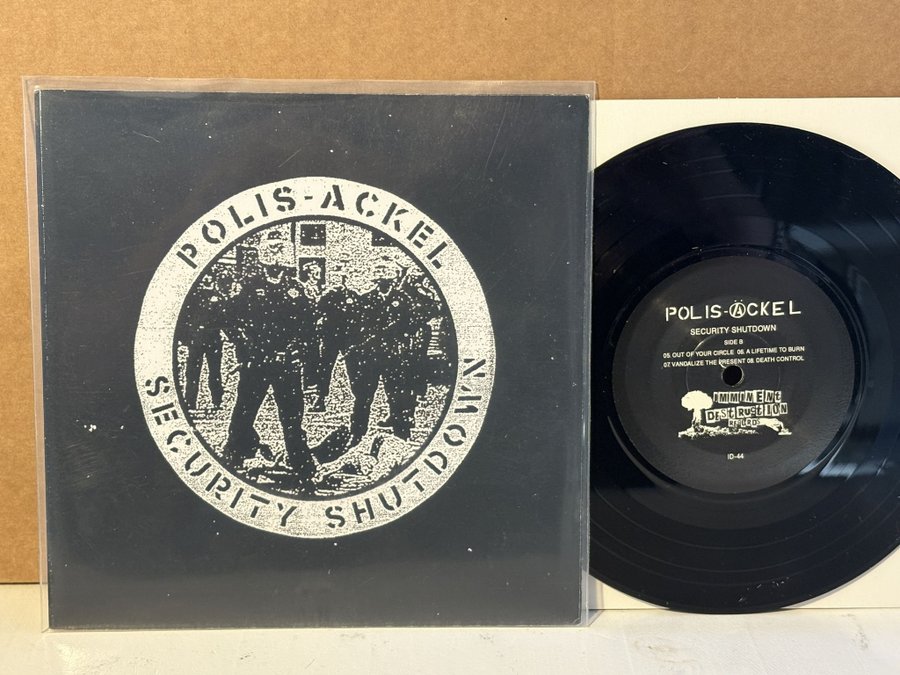 POLIS-ACKEL
SECURITY SHUTDOWN
POLIS-ACKEL
SECURITY SHUTDOWN
SIDE B
05. OUT OF YOUR CIRCLE 06. A LIFETIME TO BURN
07. VANDALIZE THE PRESENT 08. DEATH CONTROL
IMMINENT
DESTRUCTION
RECORDS
ID-44